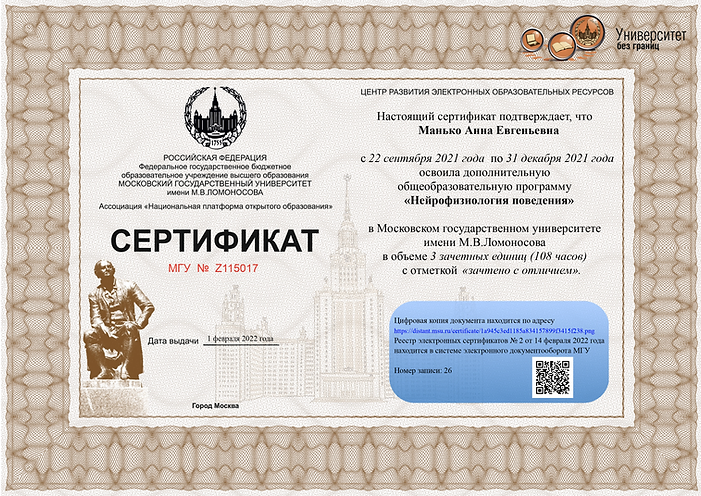 Университет
без границ
1755
РОССИЙСКАЯ ФЕДЕРАЦИЯ
Федеральное государственное бюджетное
образовательное учреждение высшего образования
МОСКОВСКИЙ ГОСУДАРСТВЕННЫЙ УНИВЕРСИТЕТ
имени М.В.ЛОМОНОСОВА
Ассоциация «Национальная платформа открытого образования»
СЕРТИФИКАТ
МГУ № Z115017
Дата выдачи 1 февраля 2022 года
Город Москва
ЦЕНТР РАЗВИТИЯ ЭЛЕКТРОННЫХ ОБРАЗОВАТЕЛЬНЫХ РЕСУРСОВ
Настоящий сертификат подтверждает, что
Манько Анна Евгеньевна
с 22 сентября 2021 года по 31 декабря 2021 года
освоила дополнительную
общеобразовательную программу
«Нейрофизиология поведения»
в Московском государственном университете
имени М.В.Ломоносова
в объеме 3 зачетных единиц (108 часов)
с отметкой «зачтено с отличием».
Цифровая копия документа находится по адресу
https://distant.msu.ru/certificate/1a945c3ed1185a834157899f3415f238.png
Реестр электронных сертификатов № 2 от 14 февраля 2022 года
находится в системе электронного документооборота МГУ
Номер записи: 26